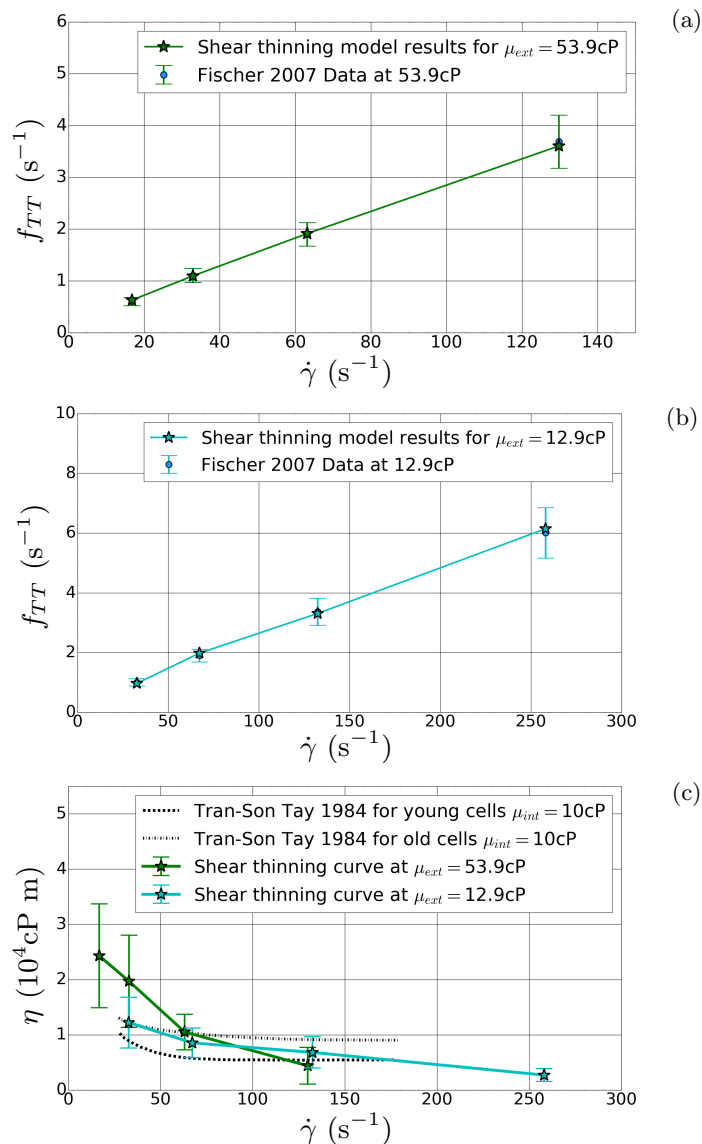 (a)
6
5
4
3
2
1
0
f_TT (s⁻¹)
Shear thinning model results for μ_ext = 53.9cP
Fischer 2007 Data at 53.9cP
0 20 40 60 80 100 120 140
γ̇ (s⁻¹)
(b)
10
8
6
4
2
0
f_TT (s⁻¹)
Shear thinning model results for μ_ext = 12.9cP
Fischer 2007 Data at 12.9cP
0 50 100 150 200 250 300
γ̇ (s⁻¹)
(c)
5
4
3
2
1
0
η (10⁴cP m)
Tran-Son Tay 1984 for young cells μ_int = 10cP
Tran-Son Tay 1984 for old cells μ_int = 10cP
Shear thinning curve at μ_ext = 53.9cP
Shear thinning curve at μ_ext = 12.9cP
0 50 100 150 200 250 300
γ̇ (s⁻¹)